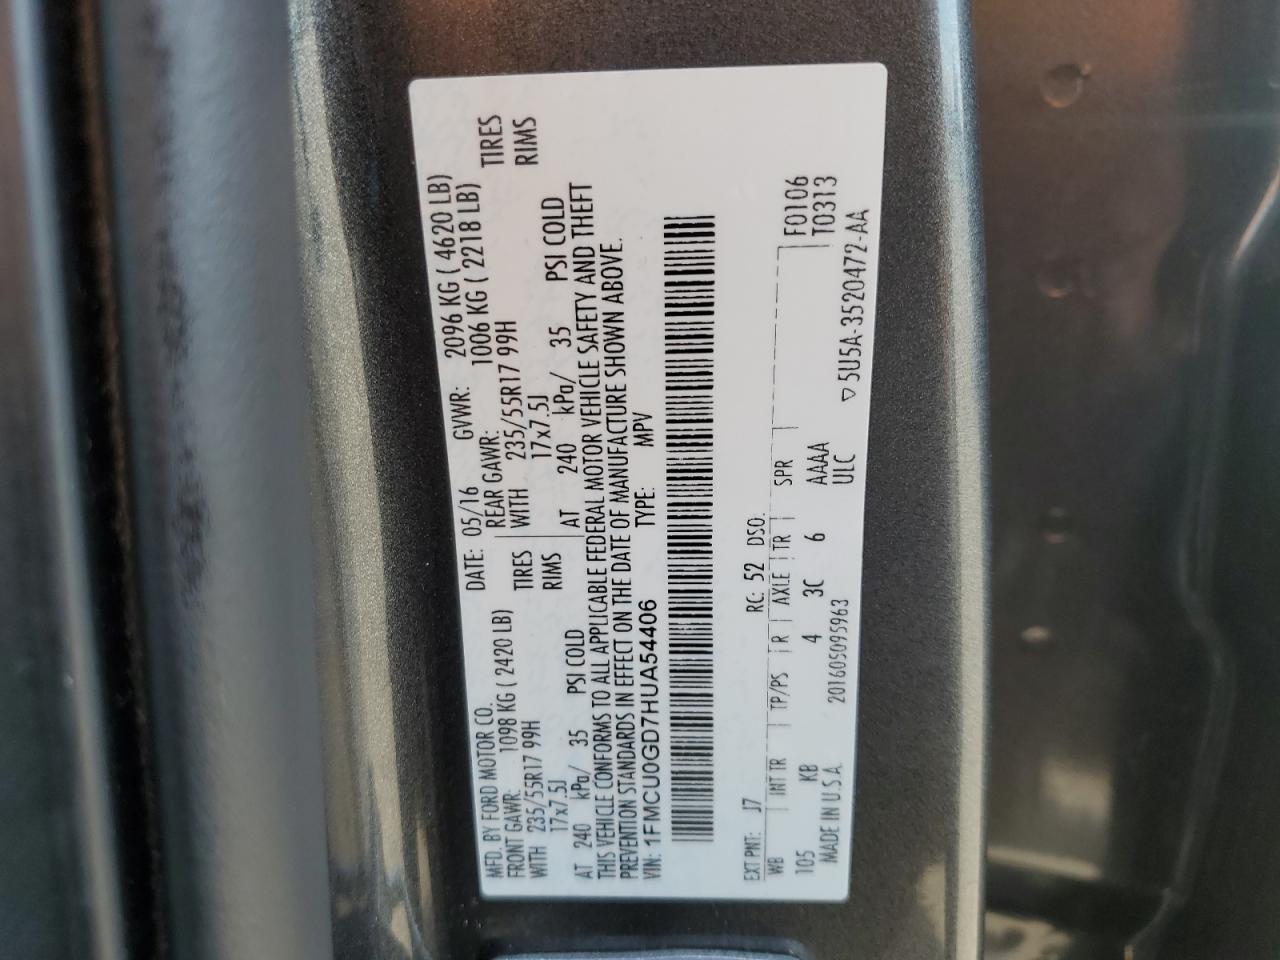 MFD. BY FORD MOTOR CO.
DATE: 05/16 GVWR: 2096 KG ( 4620 LB)
FRONT GAWR: 1098 KG ( 2420 LB) REAR GAWR: 1006 KG ( 2218 LB)
WITH 235/55R17 99H TIRES WITH 235/55R17 99H TIRES
17x7.5J RIMS 17x7.5J RIMS
AT 240 kPa/ 35 PSI COLD AT 240 kPa/ 35 PSI COLD
THIS VEHICLE CONFORMS TO ALL APPLICABLE FEDERAL MOTOR VEHICLE SAFETY AND THEFT
PREVENTION STANDARDS IN EFFECT ON THE DATE OF MANUFACTURE SHOWN ABOVE.
VIN: 1FMCU0GD7HUA54406 TYPE: MPV
EXT PNT: J7 RC: 52 DSO:
WB INT TR TP/PS R AXLE TR SPR F0106
105 KB 4 3C 6 AAAA T0313
MADE IN U.S.A. 201605095963 ULC
5U5A-3520472-AA